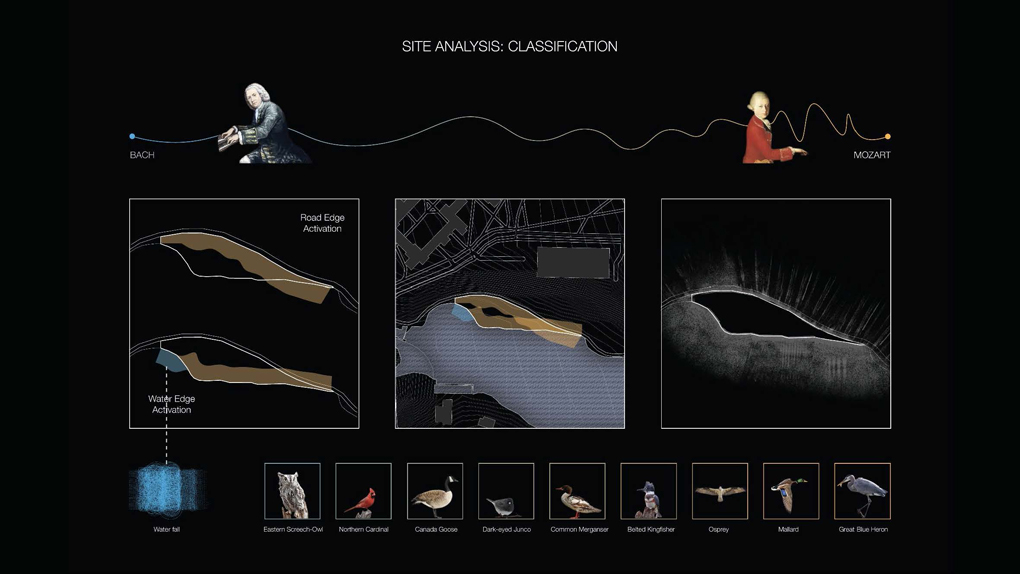 SITE ANALYSIS: CLASSIFICATION
BACH
MOZART
Road Edge
Activation
Water Edge
Activation
Water fall
Eastern Screech-Owl
Northern Cardinal
Canada Goose
Dark-eyed Junco
Common Merganser
Belted Kingfisher
Osprey
Mallard
Great Blue Heron